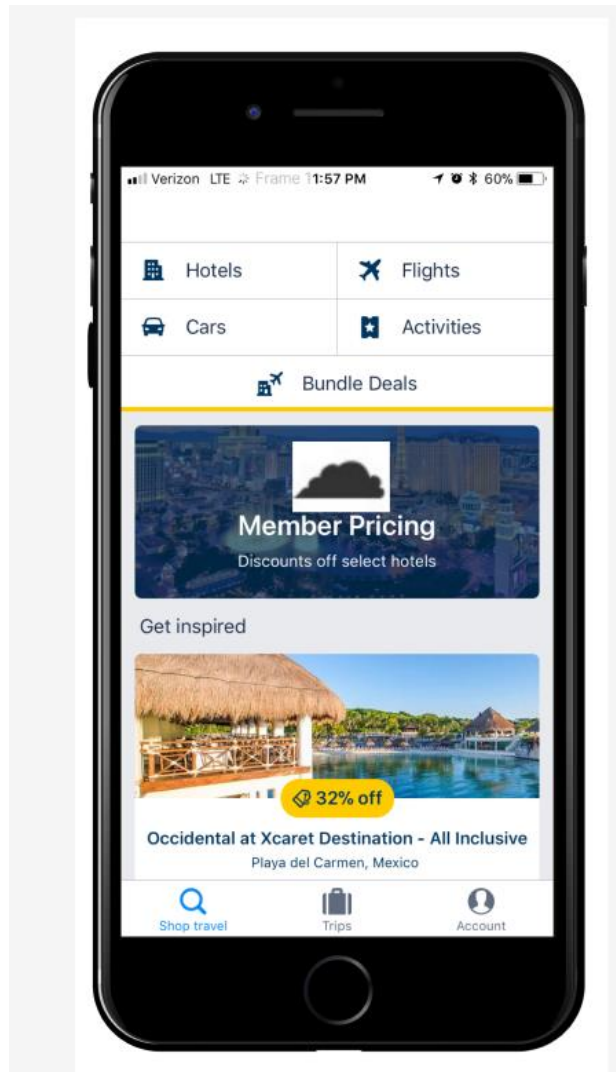 Verizon LTE Frame 11:57 PM 60%
Hotels
Flights
Cars
Activities
Bundle Deals
Member Pricing
Discounts off select hotels
Get inspired
32% off
Occidental at Xcaret Destination - All Inclusive
Playa del Carmen, Mexico
Shop travel
Trips
Account